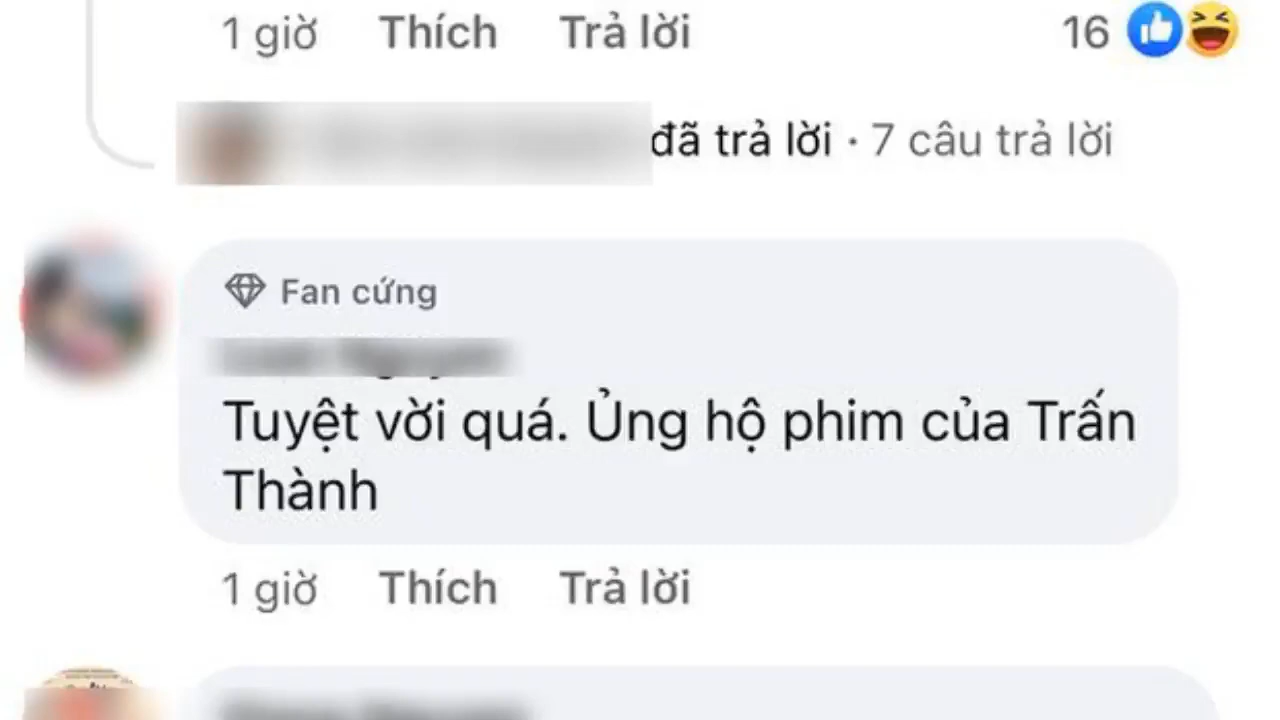 1 giờ Thích Trả lời 16
đã trả lời · 7 câu trả lời
Fan cứng
Tuyệt vời quá. Ủng hộ phim của Trấn
Thành
1 giờ Thích Trả lời